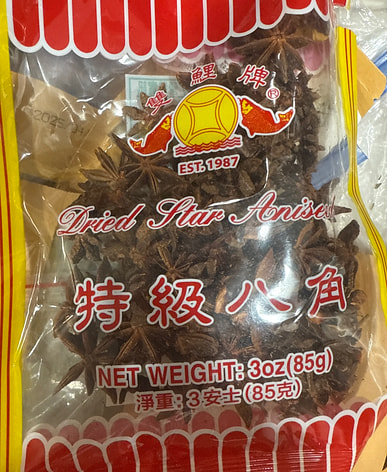 雙鯉牌®
EST. 1987
Dried Star Anise
特級八角
NET WEIGHT: 3oz(85g)
淨重: 3安士(85克)